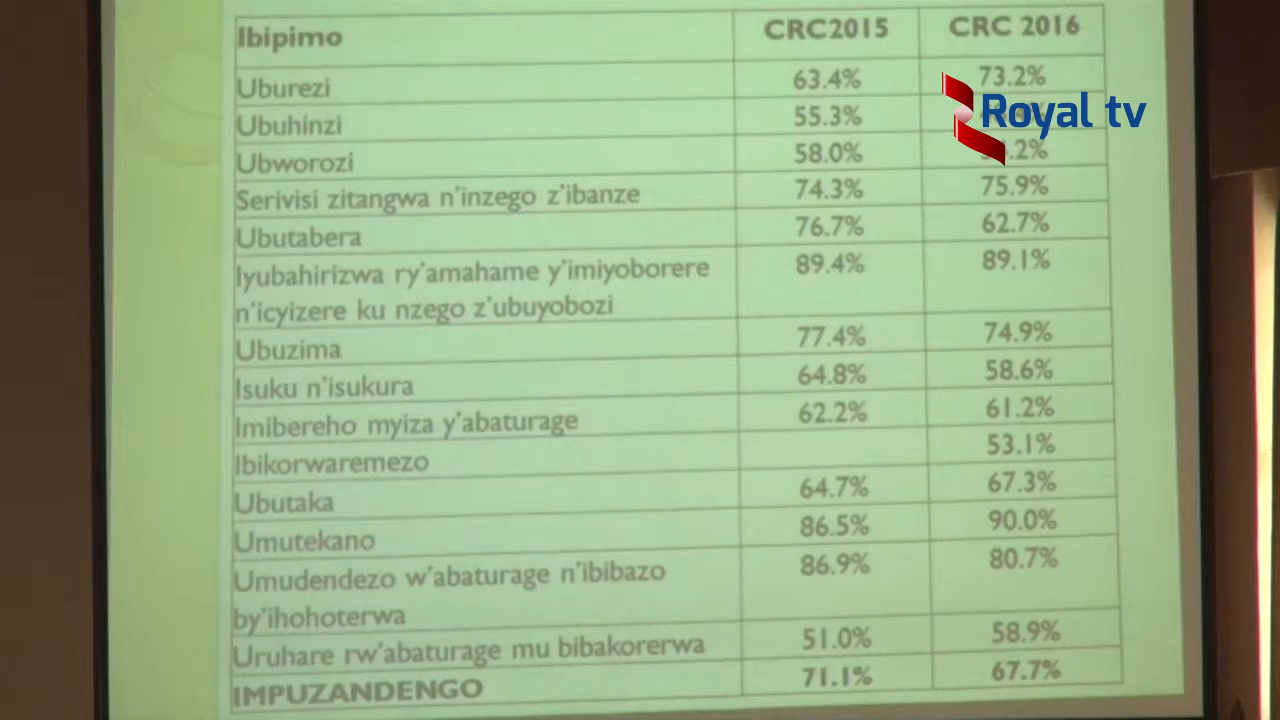 Ibipimo CRC2015 CRC 2016
Uburezi 63.4% 73.2%
Ubuhinzi 55.3%
Ubworozi 58.0% .2%
Serivisi zitangwa n'inzego z'ibanze 74.3% 75.9%
Ubutabera 76.7% 62.7%
Iyubahirizwa ry'amahame y'imiyoborere 89.4% 89.1%
n'icyizere ku nzego z'ubuyobozi
Ubuzima 77.4% 74.9%
Isuku n'isukura 64.8% 58.6%
Imibereho myiza y'abaturage 62.2% 61.2%
Ibikorwaremezo 53.1%
Ubutaka 64.7% 67.3%
Umutekano 86.5% 90.0%
Umudendezo w'abaturage n'ibibazo 86.9% 80.7%
by'ihohoterwa
Uruhare rw'abaturage mu bibakorerwa 51.0% 58.9%
IMPUZANDENGO 71.1% 67.7%
Royal tv